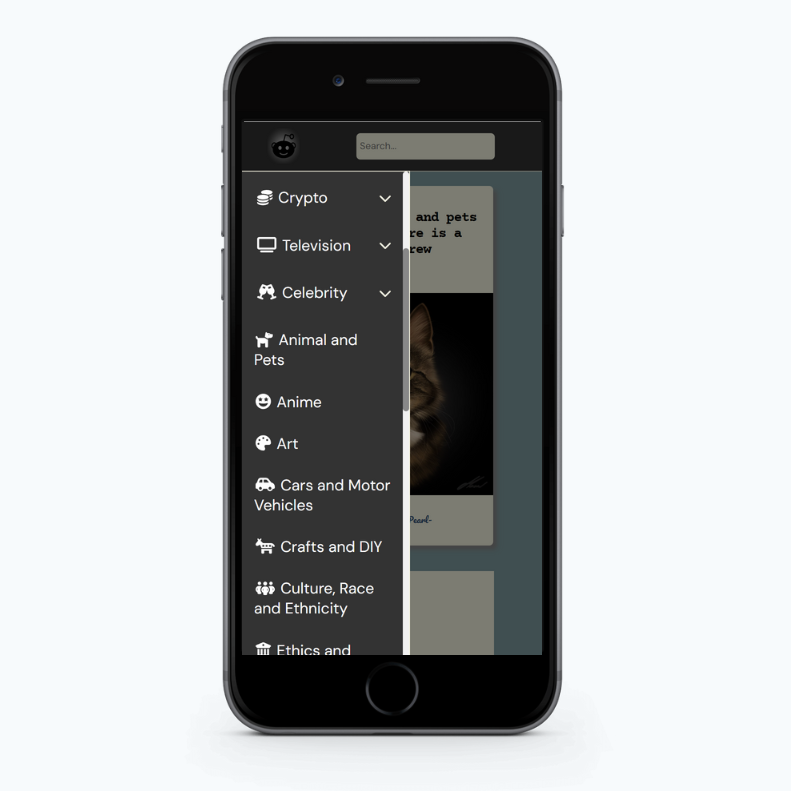 Search...
Crypto
Television
Celebrity
Animal and
Pets
Anime
Art
Cars and Motor
Vehicles
Crafts and DIY
Culture, Race
and Ethnicity
Ethics and
and pets
re is a
rew
Pearl-